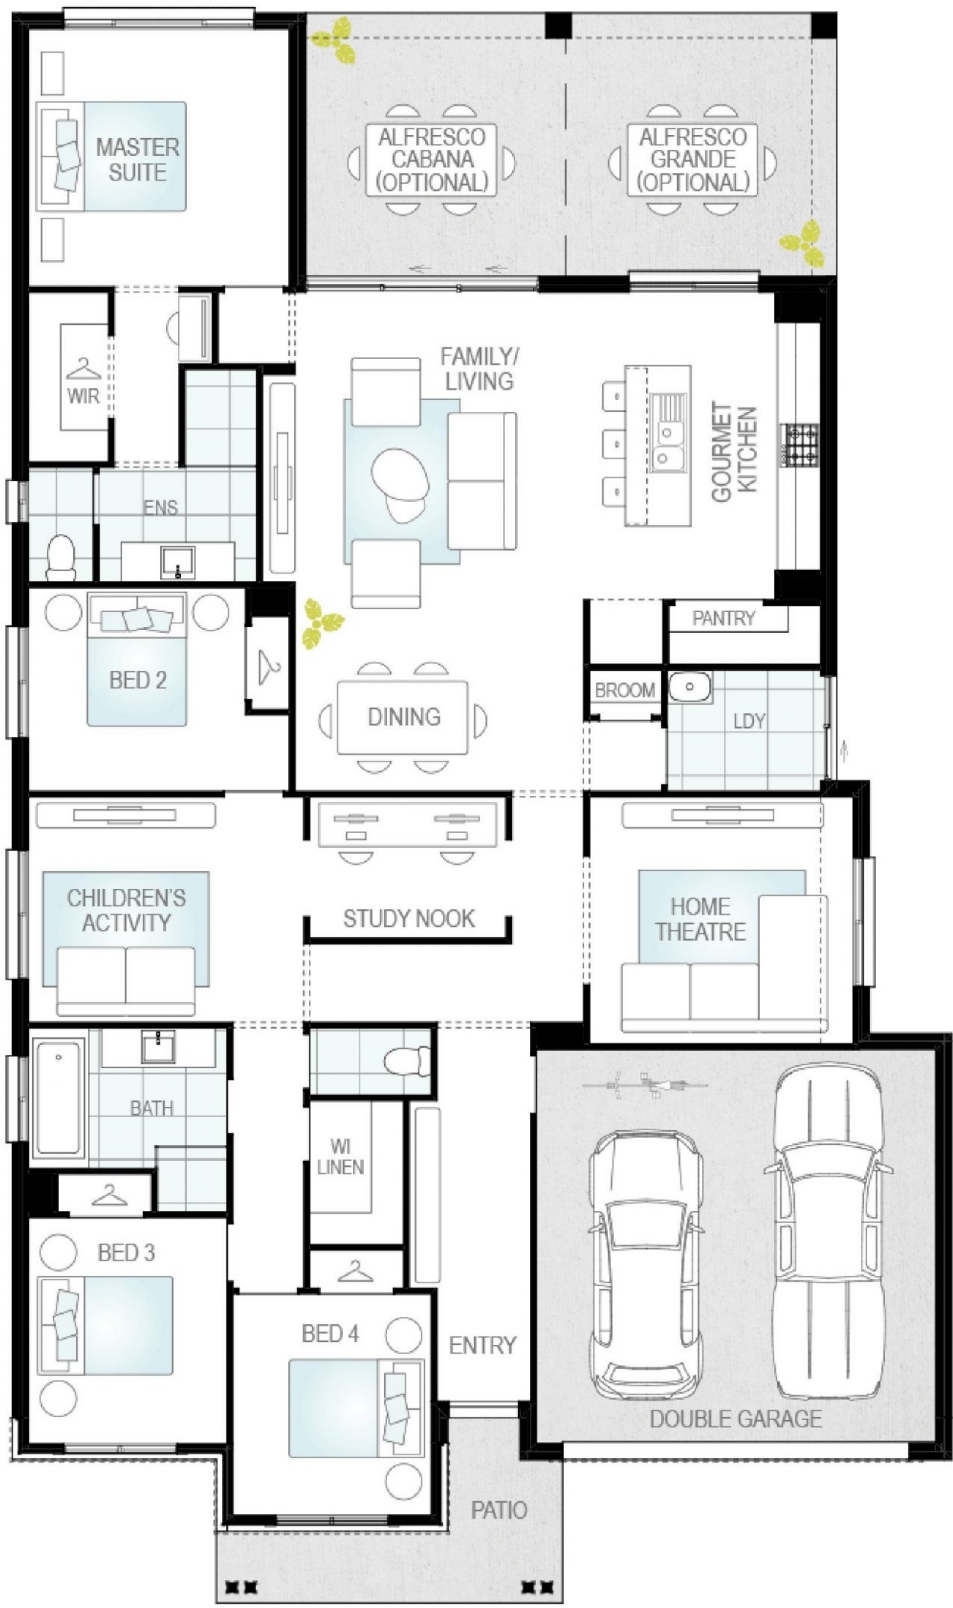 MASTER
SUITE
ALFRESCO
CABANA
(OPTIONAL)
ALFRESCO
GRANDE
(OPTIONAL)
WIR
FAMILY/
LIVING
GOURMET
KITCHEN
ENS
PANTRY
BED 2
BROOM
DINING
LDY
CHILDREN'S
ACTIVITY
STUDY NOOK
HOME
THEATRE
BATH
WI
LINEN
BED 3
BED 4
ENTRY
DOUBLE GARAGE
PATIO